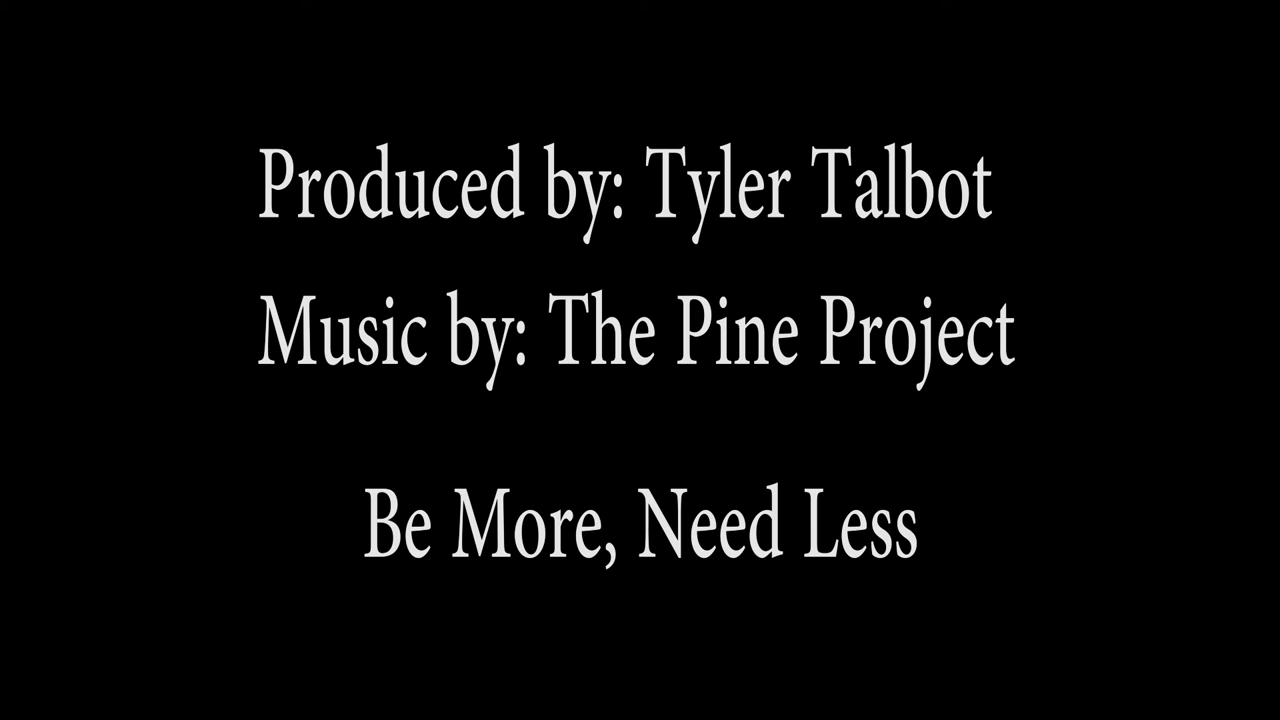 Produced by: Tyler Talbot
Music by: The Pine Project
Be More, Need Less